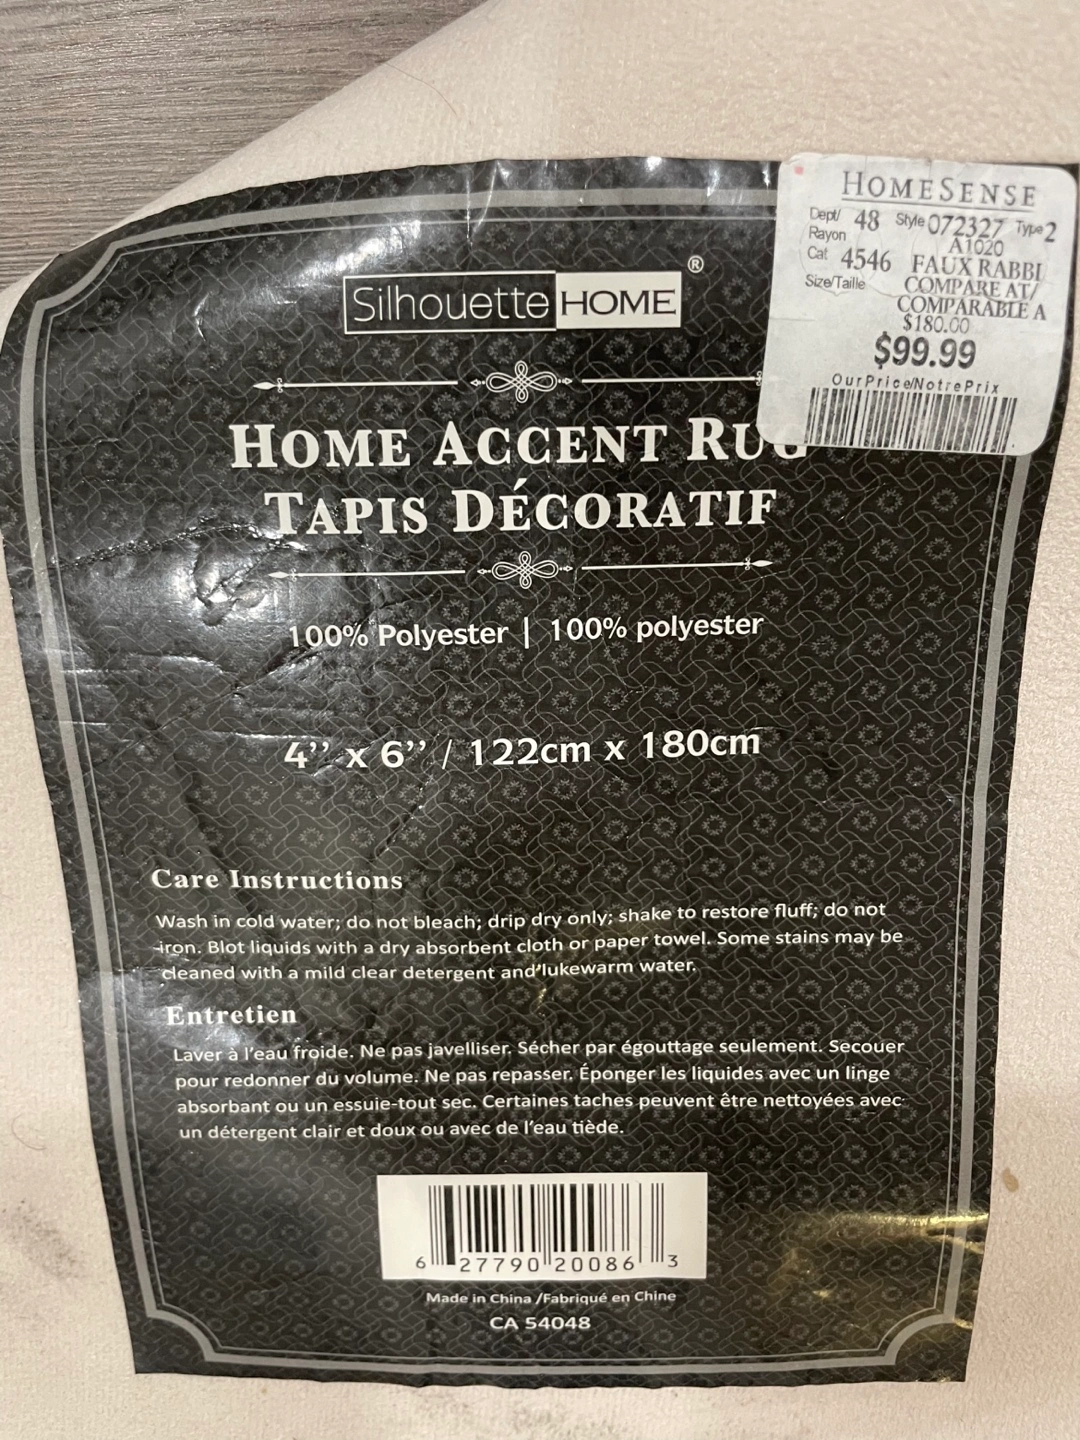 HOMESENSE
Dept/ Rayon 48 Style 072327 Type 2
A1020
Cat 4546 FAUX RABBI
Size/Taille COMPARE AT/
COMPARABLE A
$180.00
$99.99
OurPrice/NotrePrix
Silhouette HOME ®
HOME ACCENT RUG
TAPIS DÉCORATIF
100% Polyester | 100% polyester
4’’ x 6’’ / 122cm x 180cm
Care Instructions
Wash in cold water; do not bleach; drip dry only; shake to restore fluff; do not
iron. Blot liquids with a dry absorbent cloth or paper towel. Some stains may be
cleaned with a mild clear detergent and lukewarm water.
Entretien
Laver à l’eau froide. Ne pas javelliser. Sécher par égouttage seulement. Secouer
pour redonner du volume. Ne pas repasser. Éponger les liquides avec un linge
absorbant ou un essuie-tout sec. Certaines taches peuvent être nettoyées avec
un détergent clair et doux ou avec de l’eau tiède.
6 27790 20086 3
Made in China /Fabriqué en Chine
CA 54048